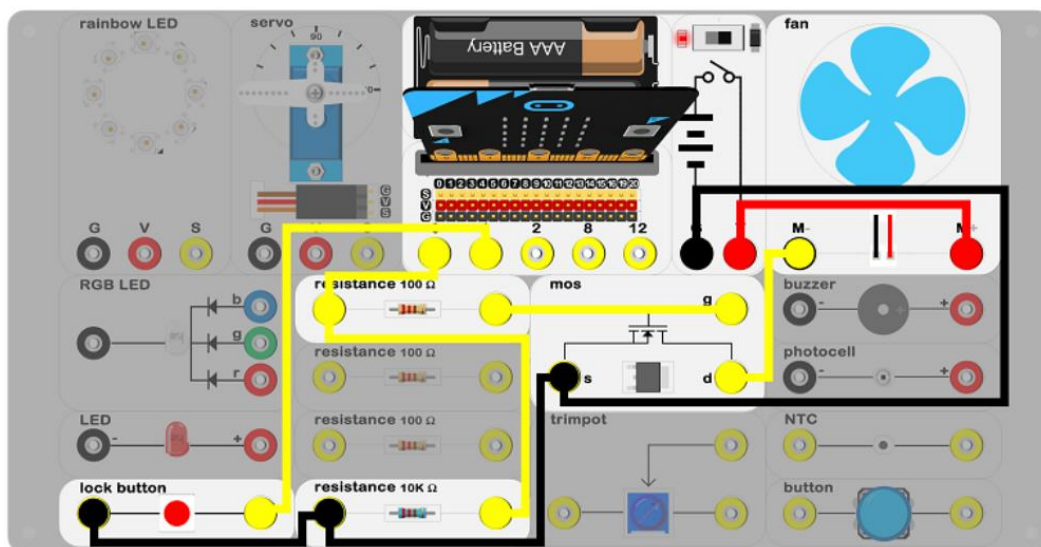 rainbow LED
servo
fan
90
0
AAA Battery
0 1 2 3 4 5 6 7 8 9 10 11 12 13 14 15 16 19 20
S
V
G
G
V
S
G V S
G
2
8
12
M-
RGB LED
b
g
r
resistance 100 Ω
mos
g
s
d
buzzer
- +
resistance 100 Ω
photocell
- +
LED
- +
resistance 100 Ω
trimpot
NTC
lock button
resistance 10K Ω
button